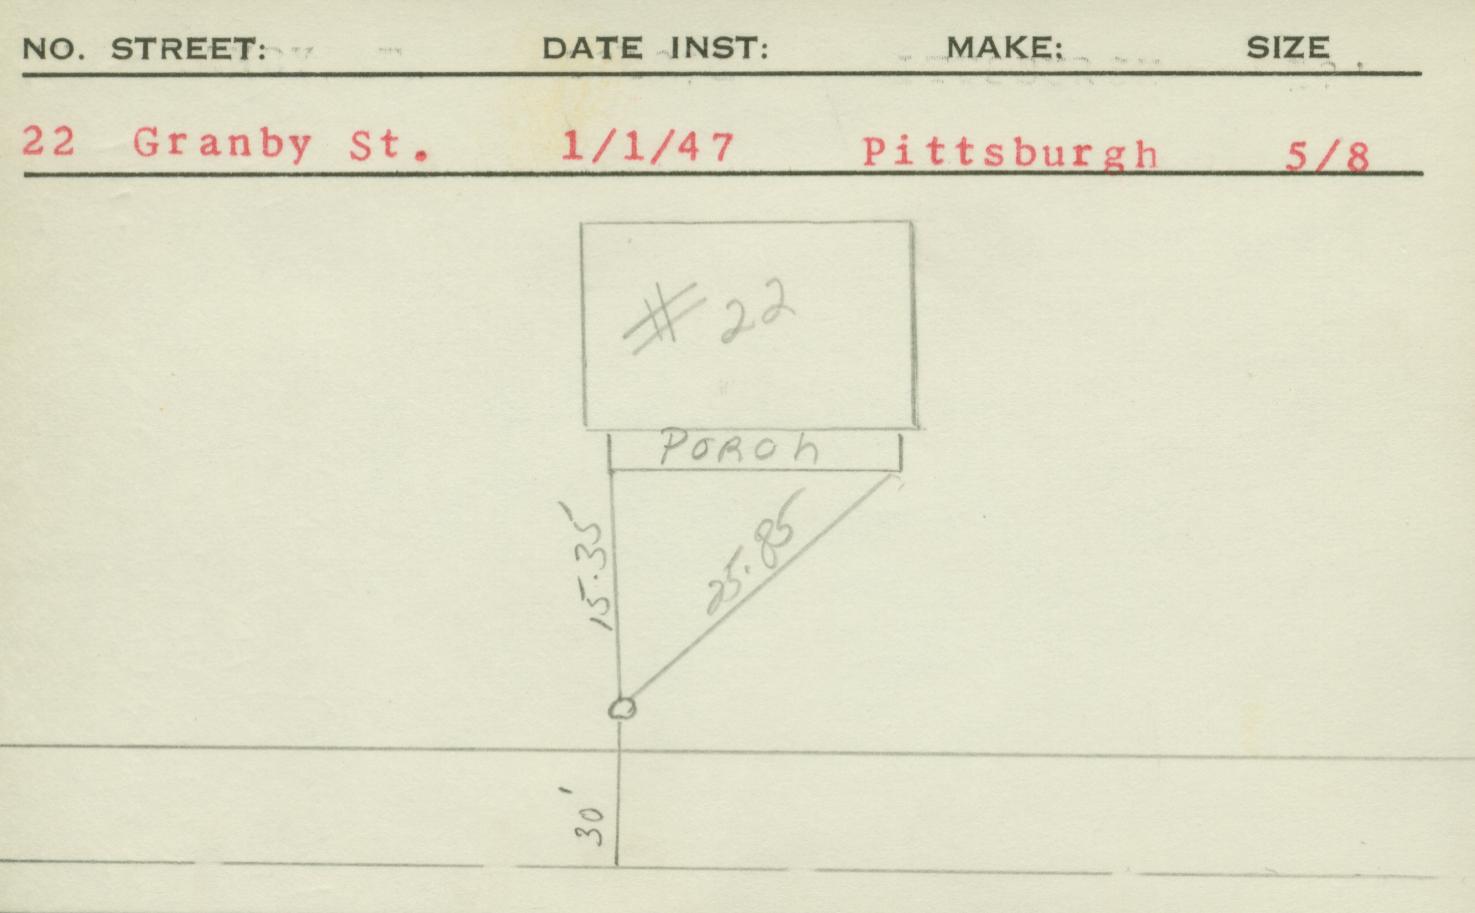 NO. STREET: DATE INST: MAKE: SIZE
22 Granby St. 1/1/47 Pittsburgh 5/8
# 22
PORCh
15.35'
25.85
30'